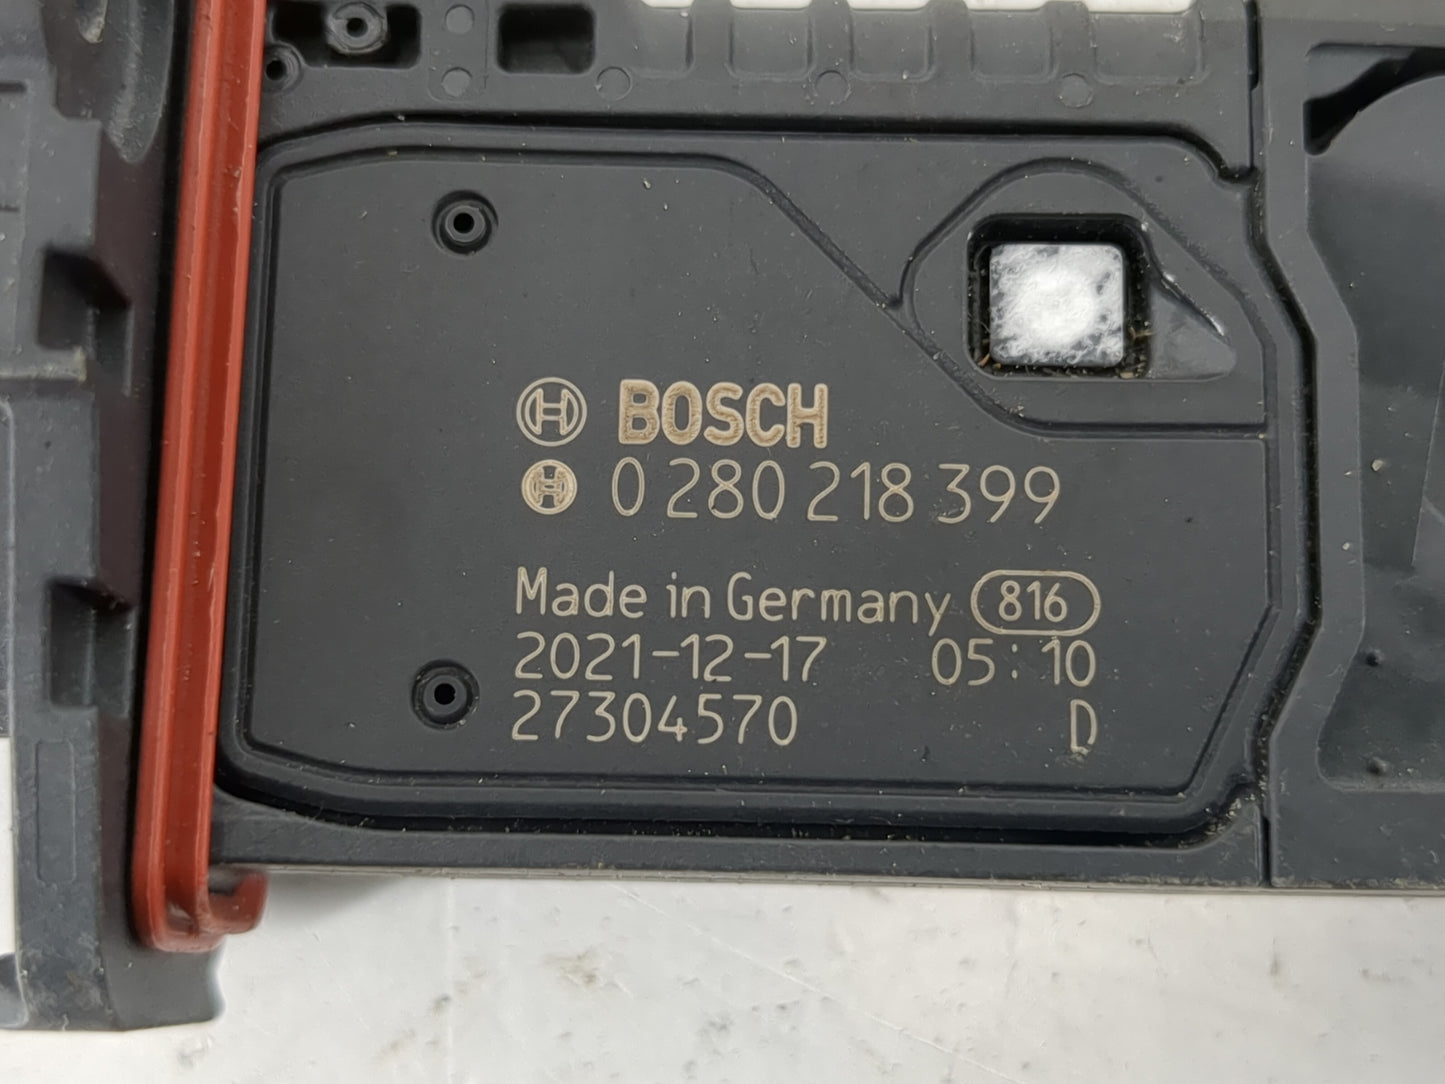 BOSCH
0 280 218 399
Made in Germany 816
2021-12-17 05:10
27304570 D